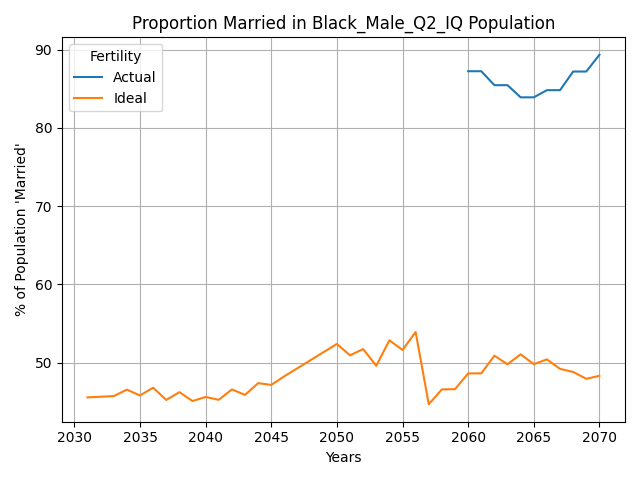 Proportion Married in Black_Male_Q2_IQ Population
% of Population 'Married'
90
80
70
60
50
Fertility
Actual
Ideal
2030 2035 2040 2045 2050 2055 2060 2065 2070
Years